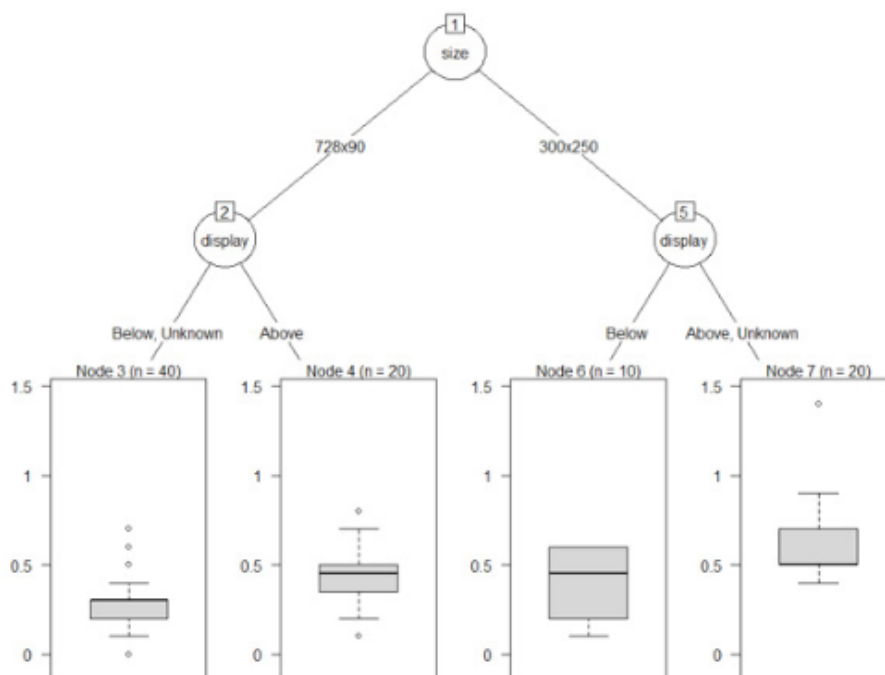 1
size
728x90
300x250
2
display
5
display
Below, Unknown
Above
Below
Above, Unknown
Node 3 (n = 40)
Node 4 (n = 20)
Node 6 (n = 10)
Node 7 (n = 20)
1.5
1
0.5
0
1.5
1
0.5
0
1.5
1
0.5
0
1.5
1
0.5
0